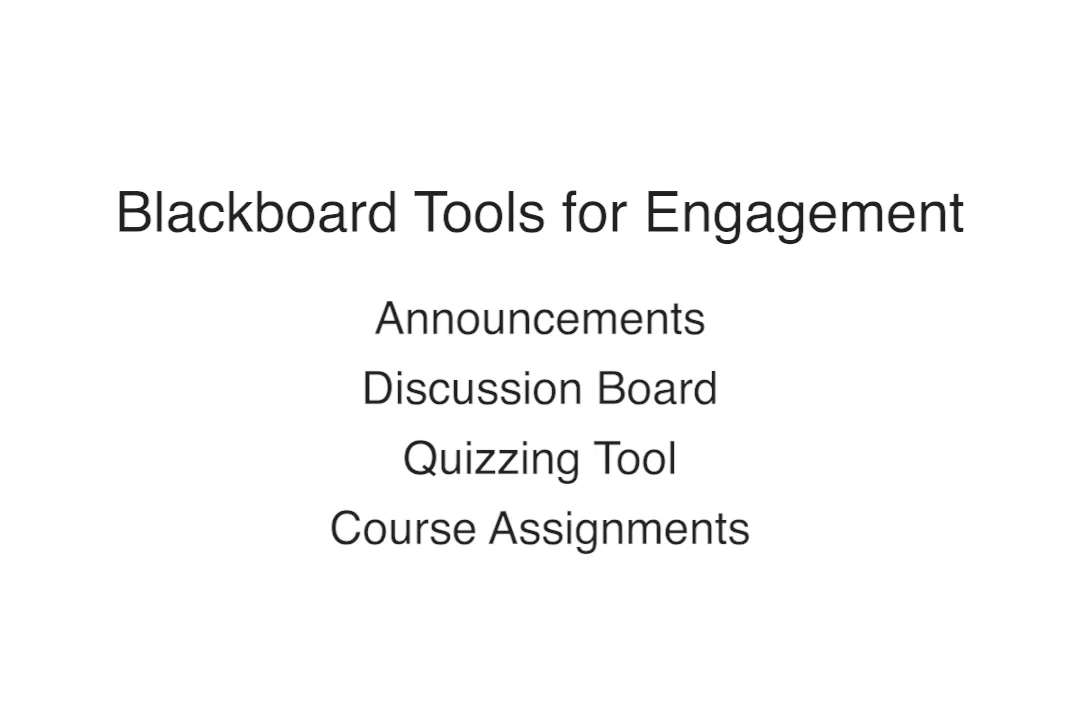 Blackboard Tools for Engagement
Announcements
Discussion Board
Quizzing Tool
Course Assignments